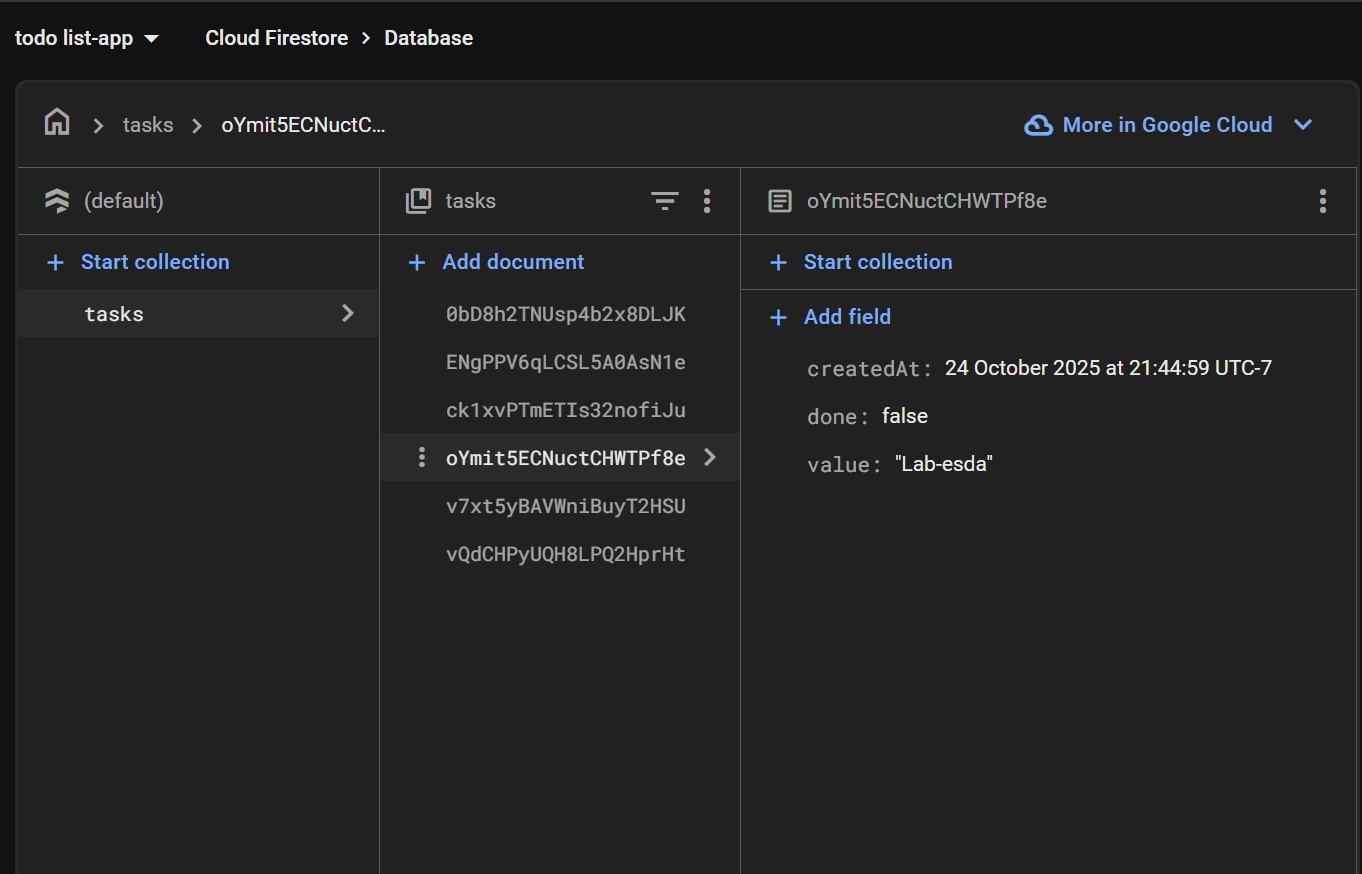 todo list-app
Cloud Firestore > Database
tasks > oYmit5ECNuctC...
More in Google Cloud
(default)
Start collection
tasks
tasks
Add document
0bD8h2TNUsp4b2x8DLJK
ENgPPV6qLCSL5A0AsN1e
ck1xvPTmETIs32nofiJu
oYmit5ECNuctCHWTPf8e
v7xt5yBAVWniBuyT2HSU
vQdCHPyUQH8LPQ2HprHt
oYmit5ECNuctCHWTPf8e
Start collection
Add field
createdAt: 24 October 2025 at 21:44:59 UTC-7
done: false
value: "Lab-esda"